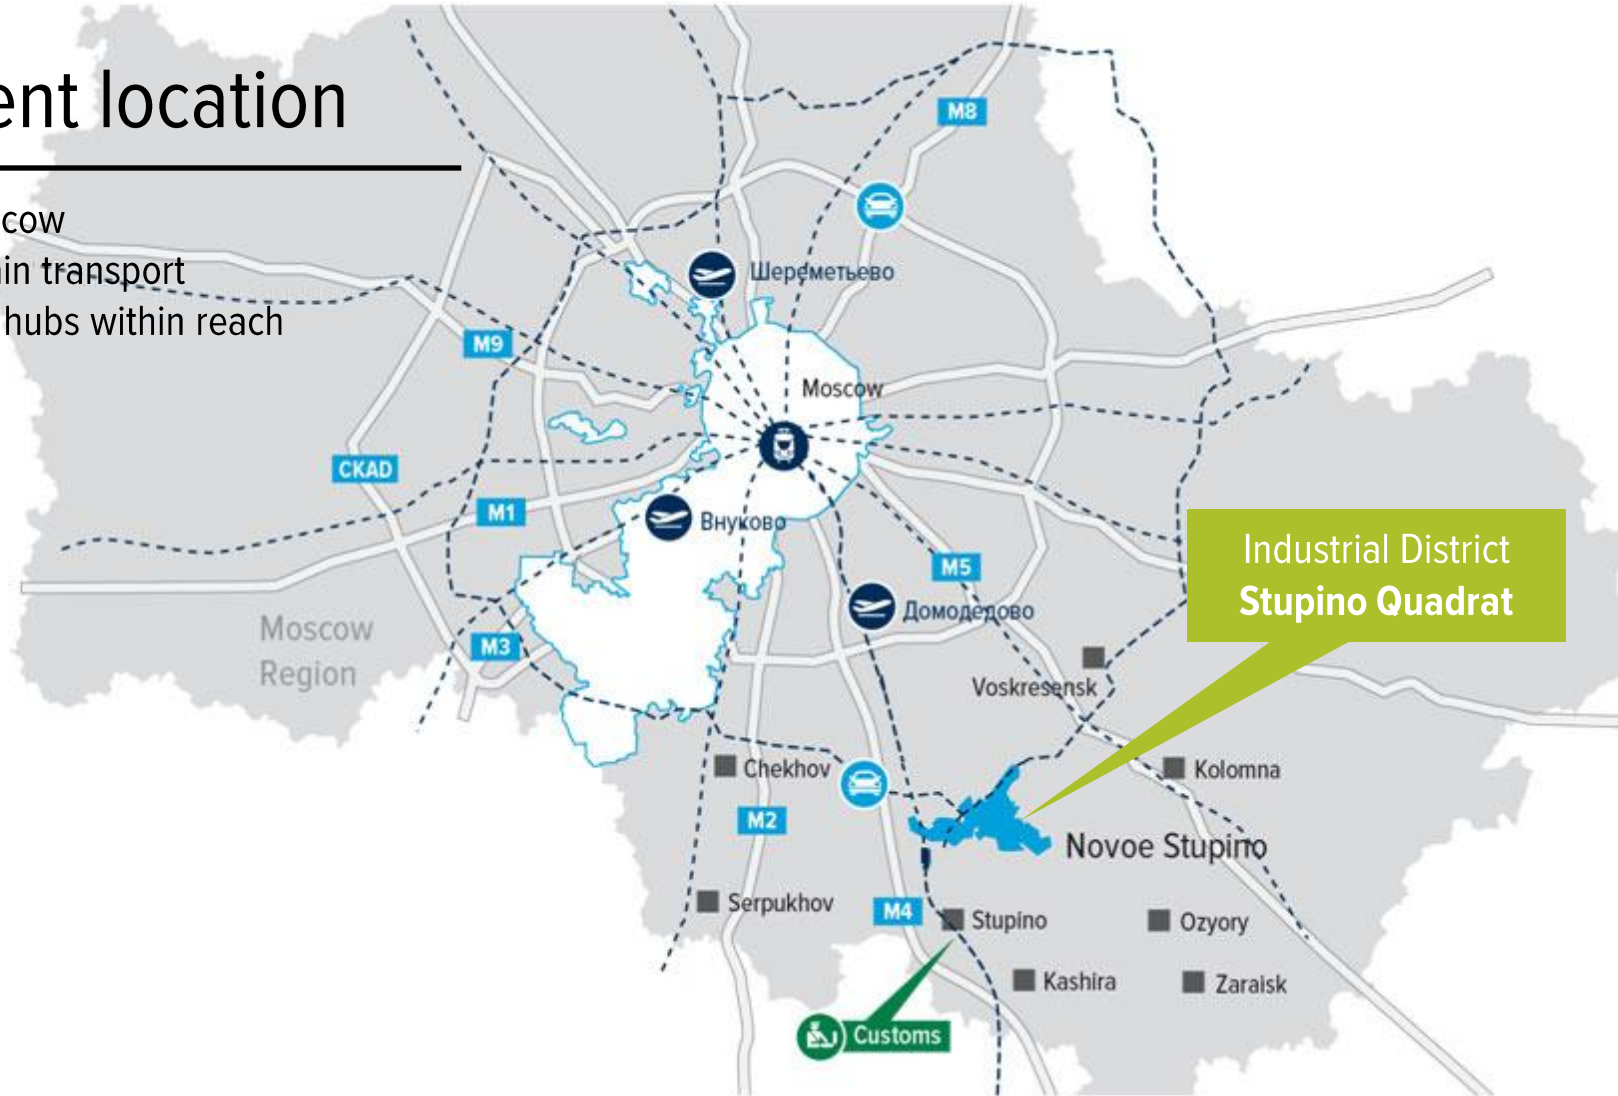 ent location
cow
in transport
hubs within reach
M8
Шереметьево
M9
Moscow
CKAD
M1
Внуково
M5
Industrial District
Stupino Quadrat
Домодедово
Moscow
Region
M3
Voskresensk
Chekhov
Kolomna
M2
Novoe Stupino
Serpukhov
M4
Stupino
Ozyory
Kashira
Zaraisk
Customs